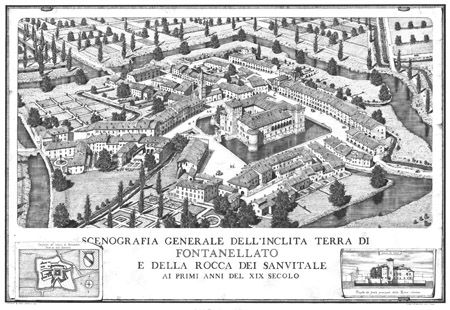 SCENOGRAFIA GENERALE DELL'INCLITA TERRA DI
FONTANELLATO
E DELLA ROCCA DEI SANVITALE
AI PRIMI ANNI DEL XIX SECOLO